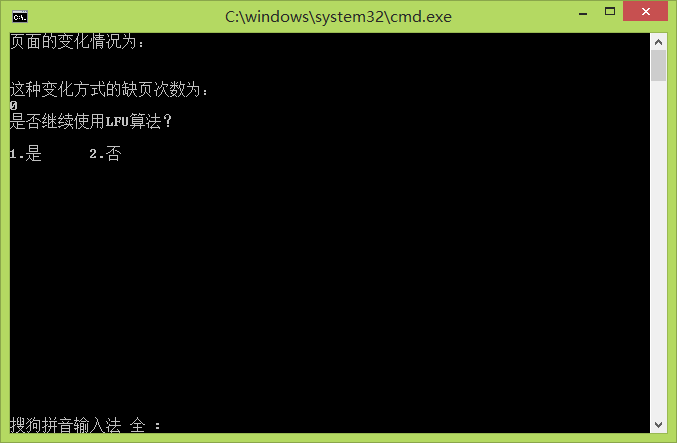 C:\windows\system32\cmd.exe
页面的变化情况为:
这种变化方式的缺页次数为:
0
是否继续使用LFU算法?
1.是 2.否
搜狗拼音输入法 全 :